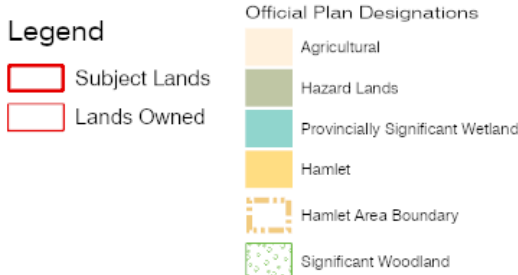 Legend
Subject Lands
Lands Owned
Official Plan Designations
Agricultural
Hazard Lands
Provincially Significant Wetland
Hamlet
Hamlet Area Boundary
Significant Woodland